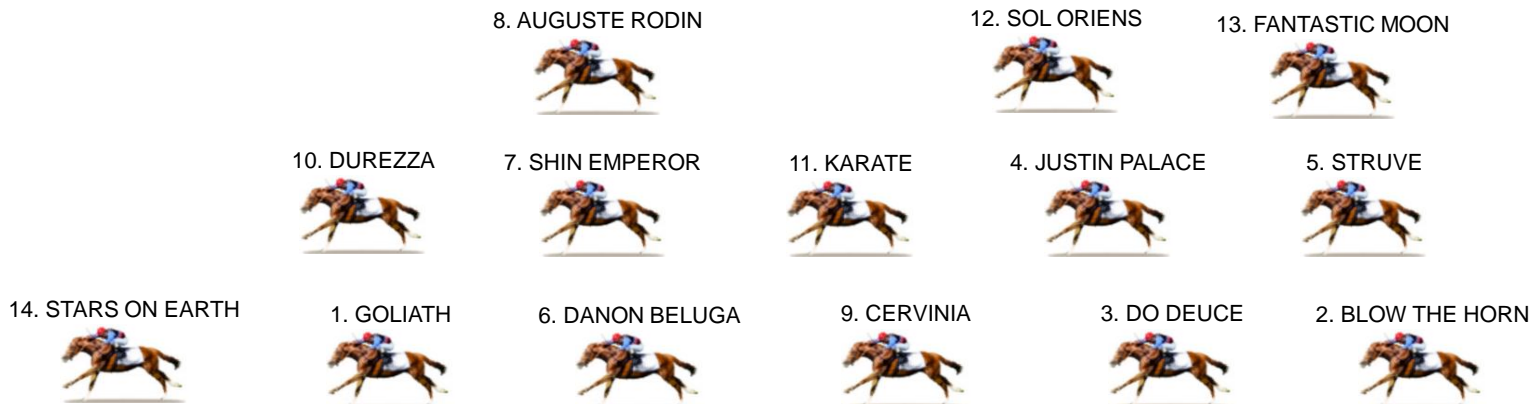 8. AUGUSTE RODIN
12. SOL ORIENS
13. FANTASTIC MOON
10. DUREZZA
7. SHIN EMPEROR
11. KARATE
4. JUSTIN PALACE
5. STRUVE
14. STARS ON EARTH
1. GOLIATH
6. DANON BELUGA
9. CERVINIA
3. DO DEUCE
2. BLOW THE HORN